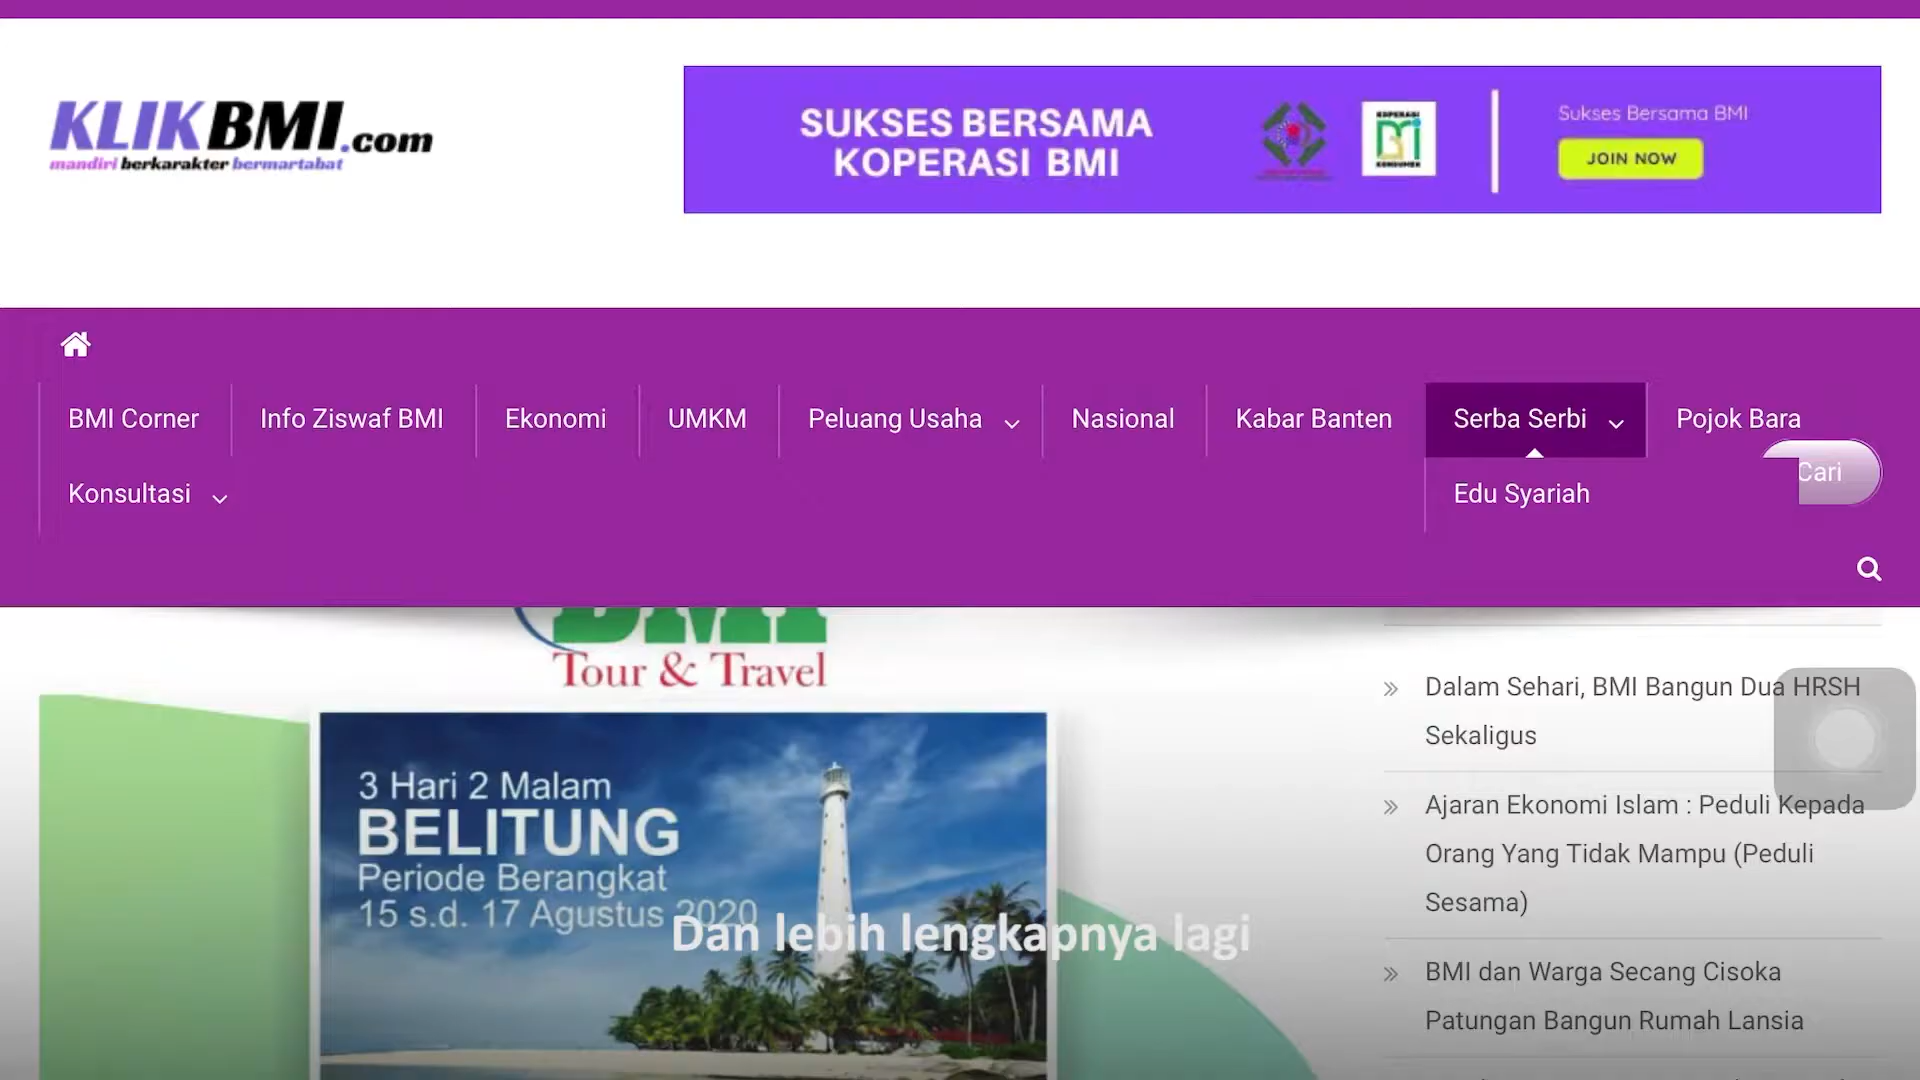 KLIKBMI.com
mandiri berkarakter bermartabat
SUKSES BERSAMA
KOPERASI BMI
KOPERASI
BMI
KONSUMEN
Sukses Bersama BMI
JOIN NOW
BMI Corner
Info Ziswaf BMI
Ekonomi
UMKM
Peluang Usaha
Nasional
Kabar Banten
Serba Serbi
Pojok Bara
Konsultasi
Edu Syariah
Cari
BMI
Tour & Travel
3 Hari 2 Malam
BELITUNG
Periode Berangkat
15 s.d. 17 Agustus 2020
Dan lebih lengkapnya lagi
Dalam Sehari, BMI Bangun Dua HRSH
Sekaligus
Ajaran Ekonomi Islam : Peduli Kepada
Orang Yang Tidak Mampu (Peduli
Sesama)
BMI dan Warga Secang Cisoka
Patungan Bangun Rumah Lansia